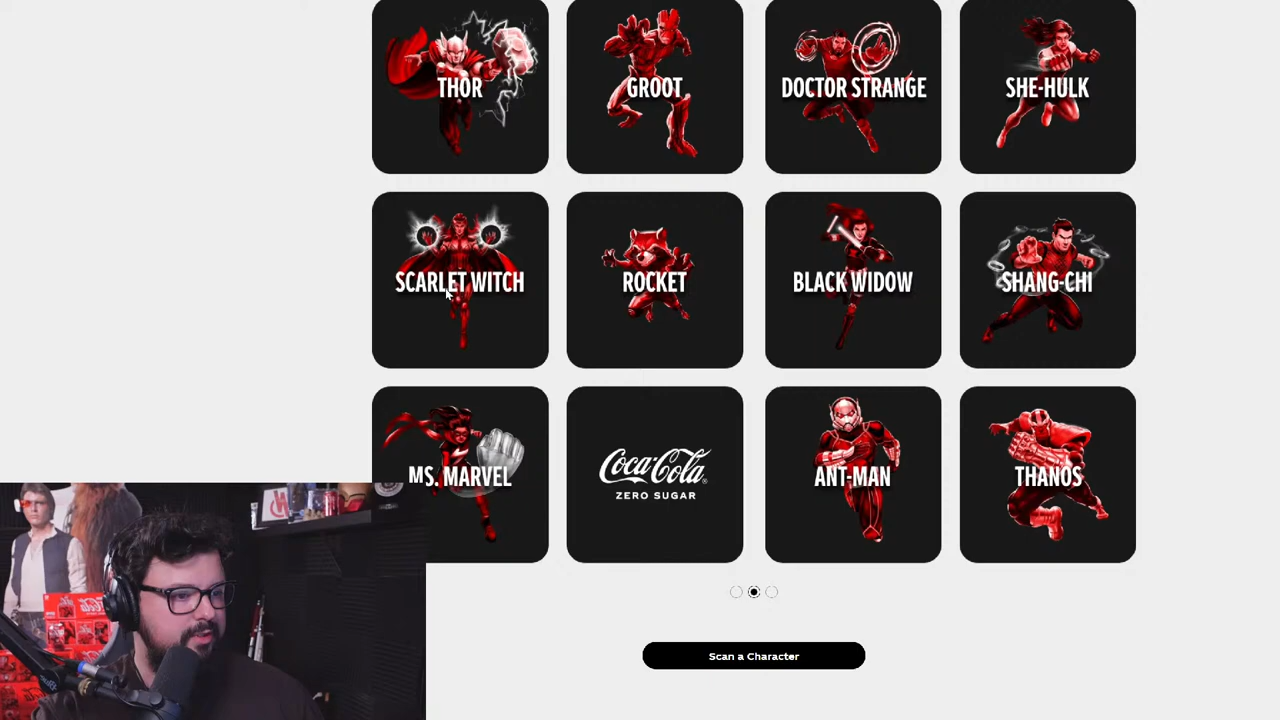 THOR
GROOT
DOCTOR STRANGE
SHE-HULK
SCARLET WITCH
ROCKET
BLACK WIDOW
SHANG-CHI
MS. MARVEL
Coca-Cola®
ZERO SUGAR
ANT-MAN
THANOS
Scan a Character